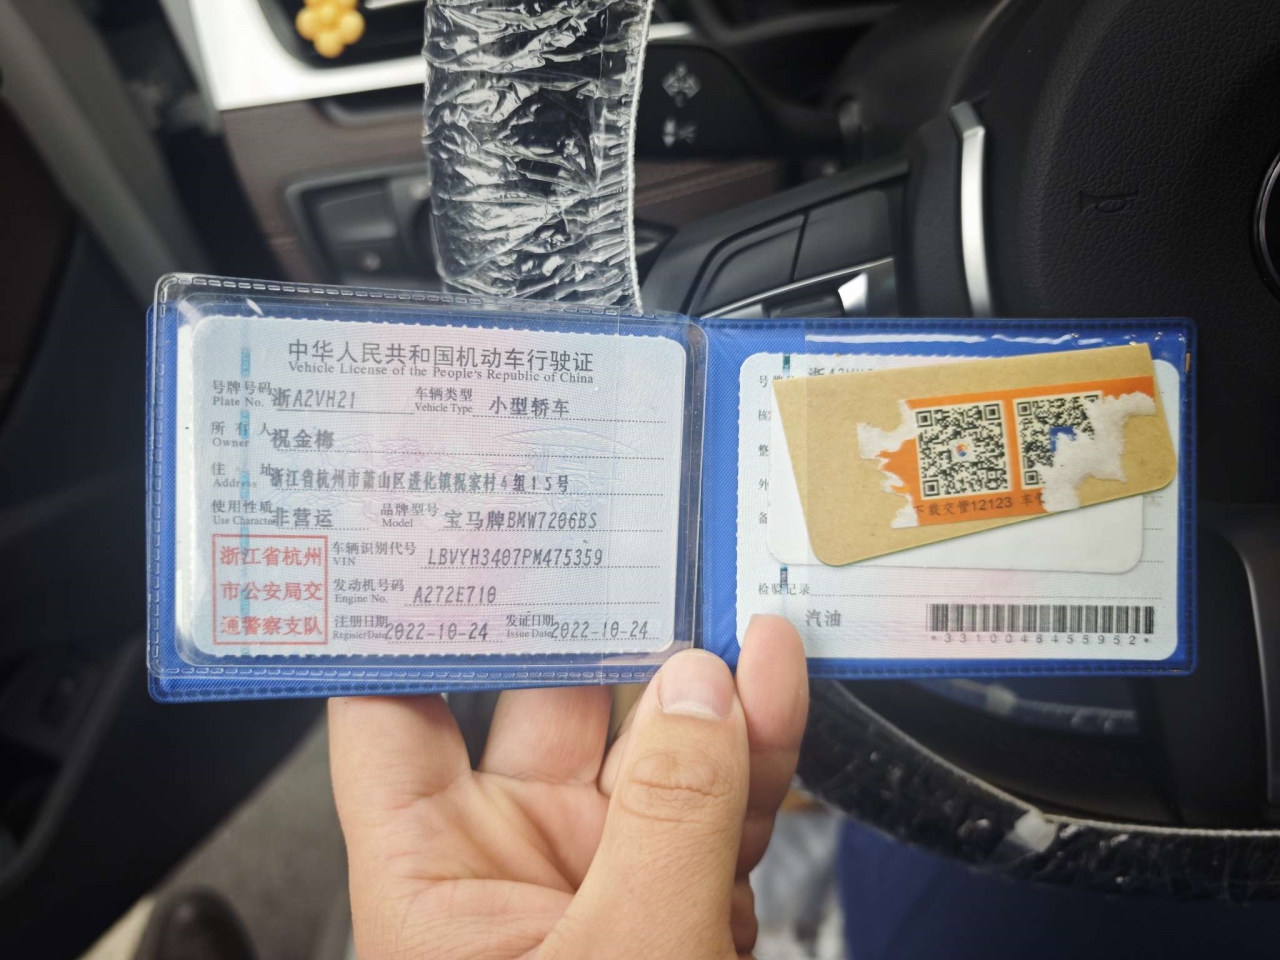 中华人民共和国机动车行驶证
Vehicle License of the People's Republic of China
号牌号码 浙A2VH21 车辆类型 小型轿车
Plate No. Vehicle Type
所有人 祝金梅
Owner
住址 浙江省杭州市萧山区进化镇祝家村4组15号
Address
使用性质 非营运 品牌型号 宝马牌BMW7206BS
Use Character Model
浙江省杭州
市公安局交
通警察支队
车辆识别代号 LBVYH3407PM475359
VIN
发动机号码 A272E710
Engine No.
注册日期 2022-10-24 发证日期 2022-10-24
Register Date Issue Date
号牌
核
整
外
备
下载交管12123
检验记录
汽油
*3310048455952*